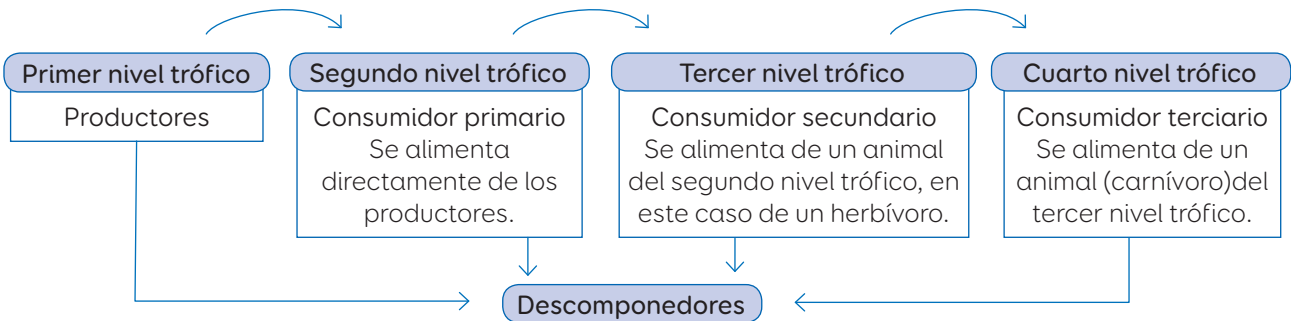 Primer nivel trófico
Productores
Segundo nivel trófico
Consumidor primario
Se alimenta
directamente de los
productores.
Tercer nivel trófico
Consumidor secundario
Se alimenta de un animal
del segundo nivel trófico, en
este caso de un herbívoro.
Cuarto nivel trófico
Consumidor terciario
Se alimenta de un
animal (carnívoro)del
tercer nivel trófico.
Descomponedores